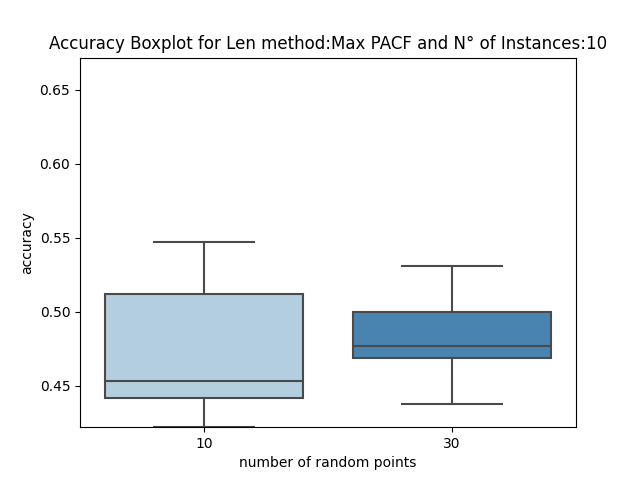 Accuracy Boxplot for Len method:Max PACF and N° of Instances:10
0.65
0.60
0.55
0.50
0.45
accuracy
10
30
number of random points